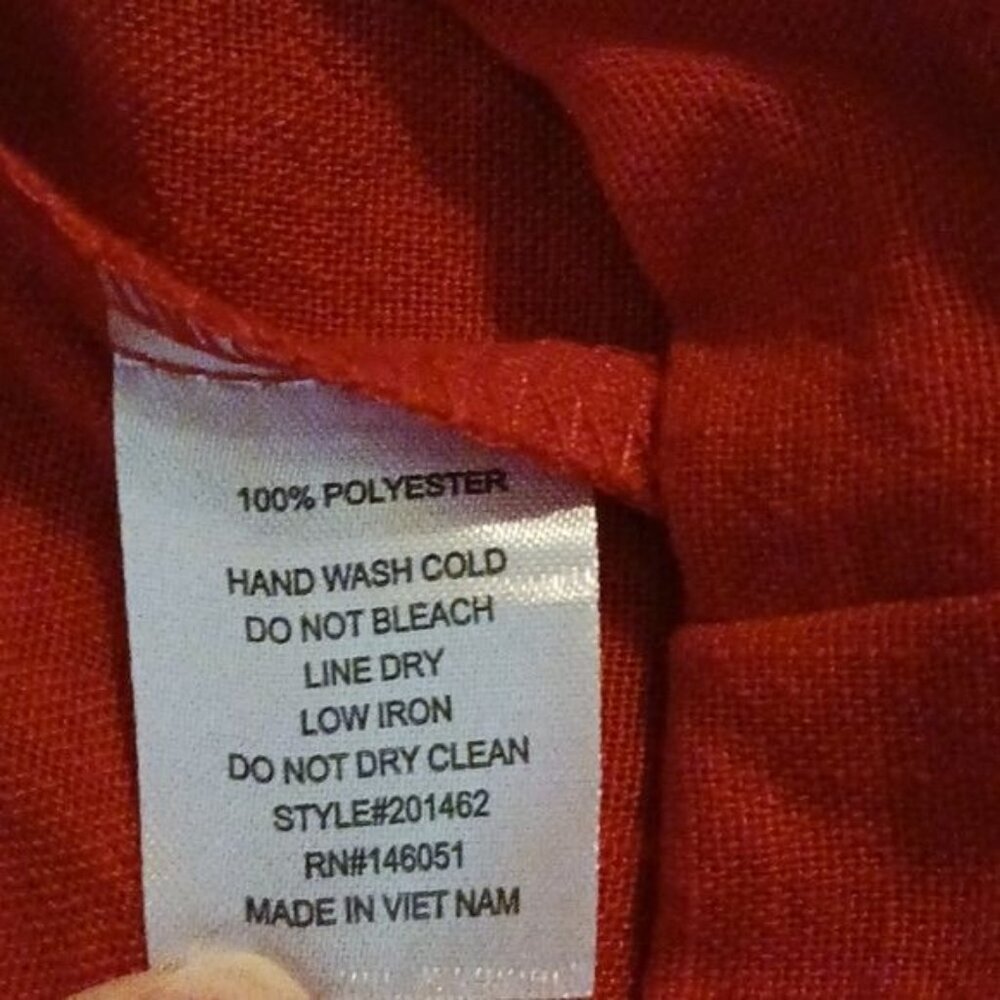 100% POLYESTER
HAND WASH COLD
DO NOT BLEACH
LINE DRY
LOW IRON
DO NOT DRY CLEAN
STYLE#201462
RN#146051
MADE IN VIET NAM